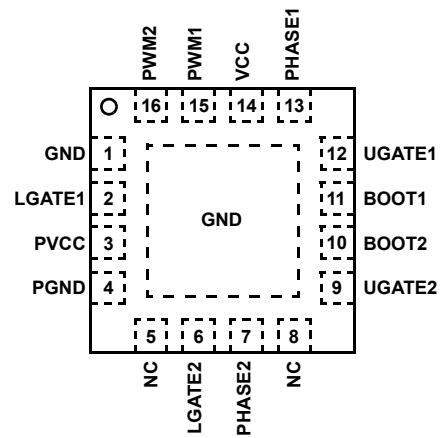 PWM2
PWM1
VCC
PHASE1
16
15
14
13
GND 1
12 UGATE1
LGATE1 2
11 BOOT1
GND
PVCC 3
10 BOOT2
PGND 4
9 UGATE2
5
6
7
8
NC
LGATE2
PHASE2
NC